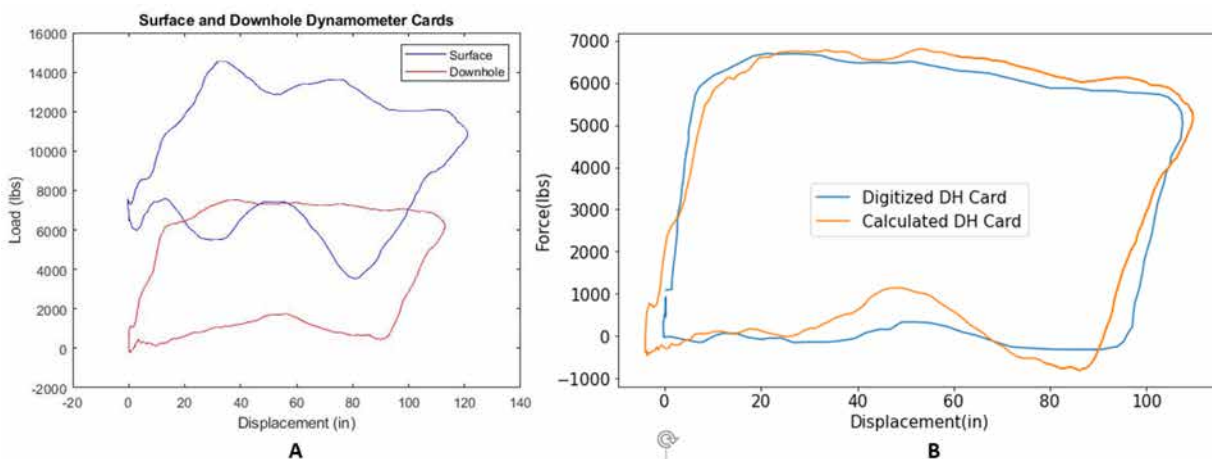 Surface and Downhole Dynamometer Cards
16000
14000
12000
10000
8000
6000
4000
2000
0
-2000
Load (lbs)
Surface
Downhole
-20 0 20 40 60 80 100 120 140
Displacement (in)
A
7000
6000
5000
4000
3000
2000
1000
0
-1000
Force(lbs)
Digitized DH Card
Calculated DH Card
0 20 40 60 80 100
Displacement(in)
B